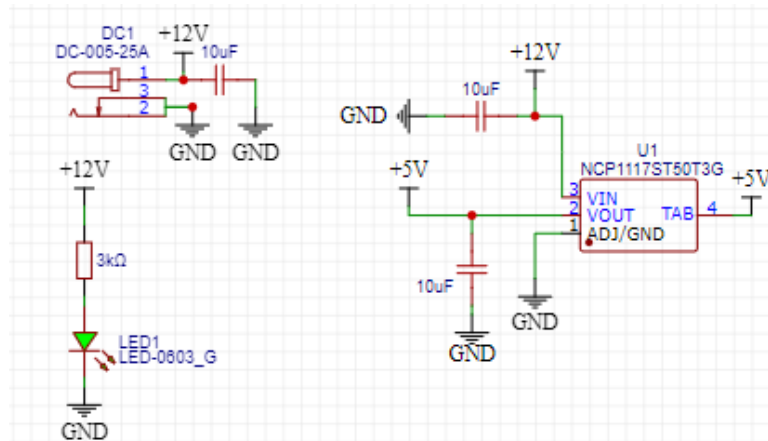 DC1
DC-005-25A
+12V
10uF
1
3
2
GND
GND
+12V
3kΩ
LED1
LED-0603_G
GND
+12V
10uF
GND
U1
NCP1117ST50T3G
+5V
+5V
3
VIN
2
VOUT
TAB
4
1
ADJ/GND
10uF
GND
GND